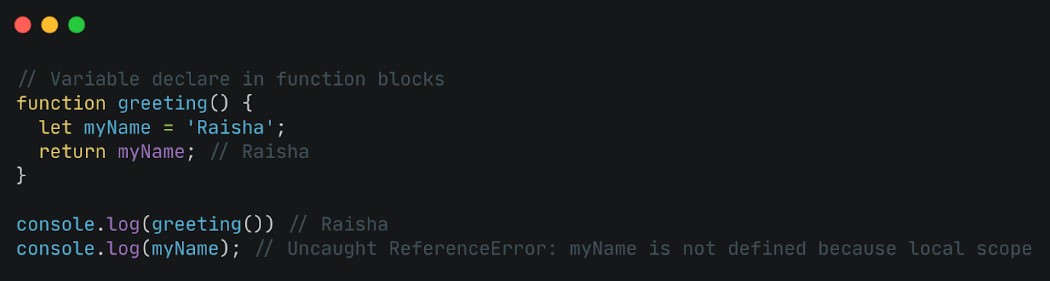 // Variable declare in function blocks
function greeting() {
  let myName = 'Raisha';
  return myName; // Raisha
}
console.log(greeting()) // Raisha
console.log(myName); // Uncaught ReferenceError: myName is not defined because local scope